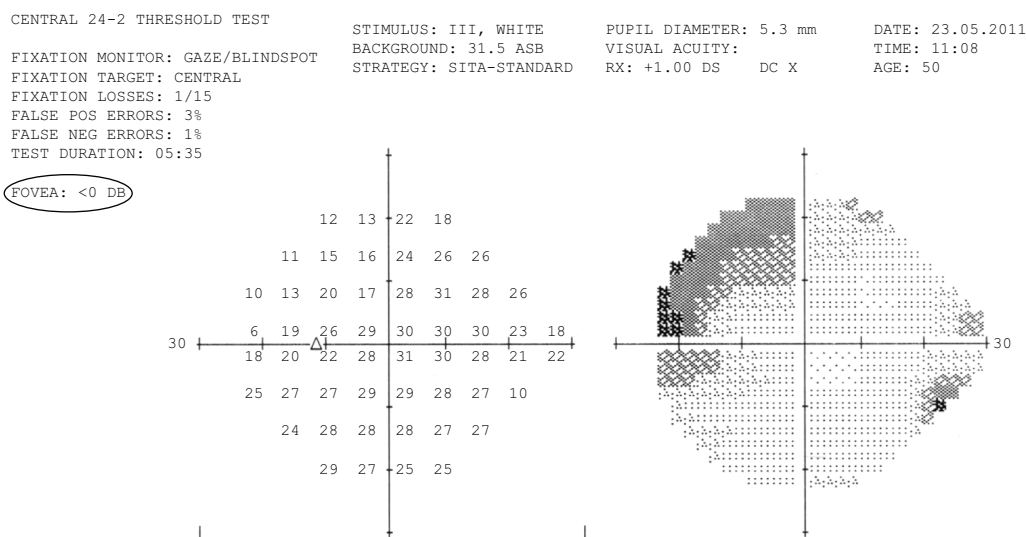 CENTRAL 24-2 THRESHOLD TEST
FIXATION MONITOR: GAZE/BLINDSPOT
FIXATION TARGET: CENTRAL
FIXATION LOSSES: 1/15
FALSE POS ERRORS: 3%
FALSE NEG ERRORS: 1%
TEST DURATION: 05:35
FOVEA: <0 DB
STIMULUS: III, WHITE
BACKGROUND: 31.5 ASB
STRATEGY: SITA-STANDARD
PUPIL DIAMETER: 5.3 mm
VISUAL ACUITY:
RX: +1.00 DS DC X
DATE: 23.05.2011
TIME: 11:08
AGE: 50
12 13 22 18
11 15 16 24 26 26
10 13 20 17 28 31 28 26
6 19 26 29 30 30 30 23 18
30
30
18 20 22 28 31 30 28 21 22
25 27 27 29 29 28 27 10
24 28 28 28 27 27
29 27 25 25